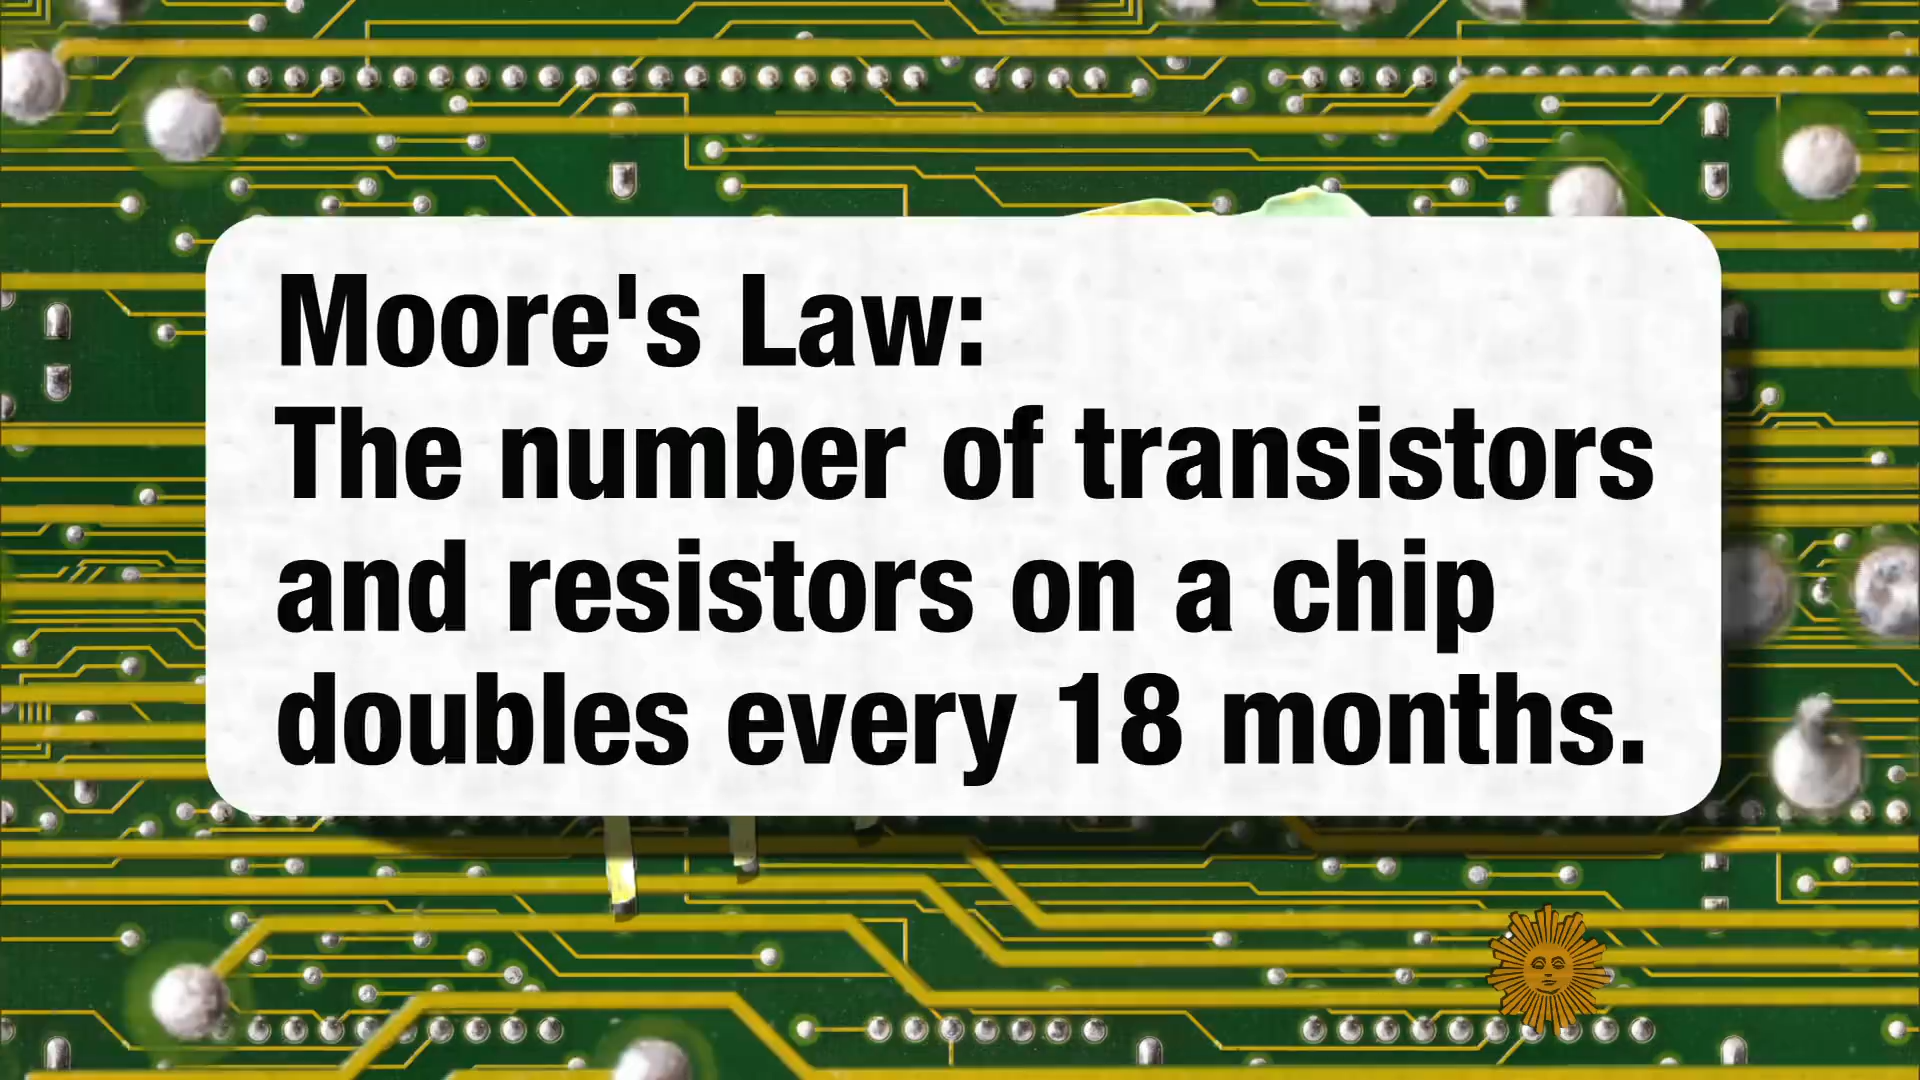 Moore's Law:
The number of transistors
and resistors on a chip
doubles every 18 months.